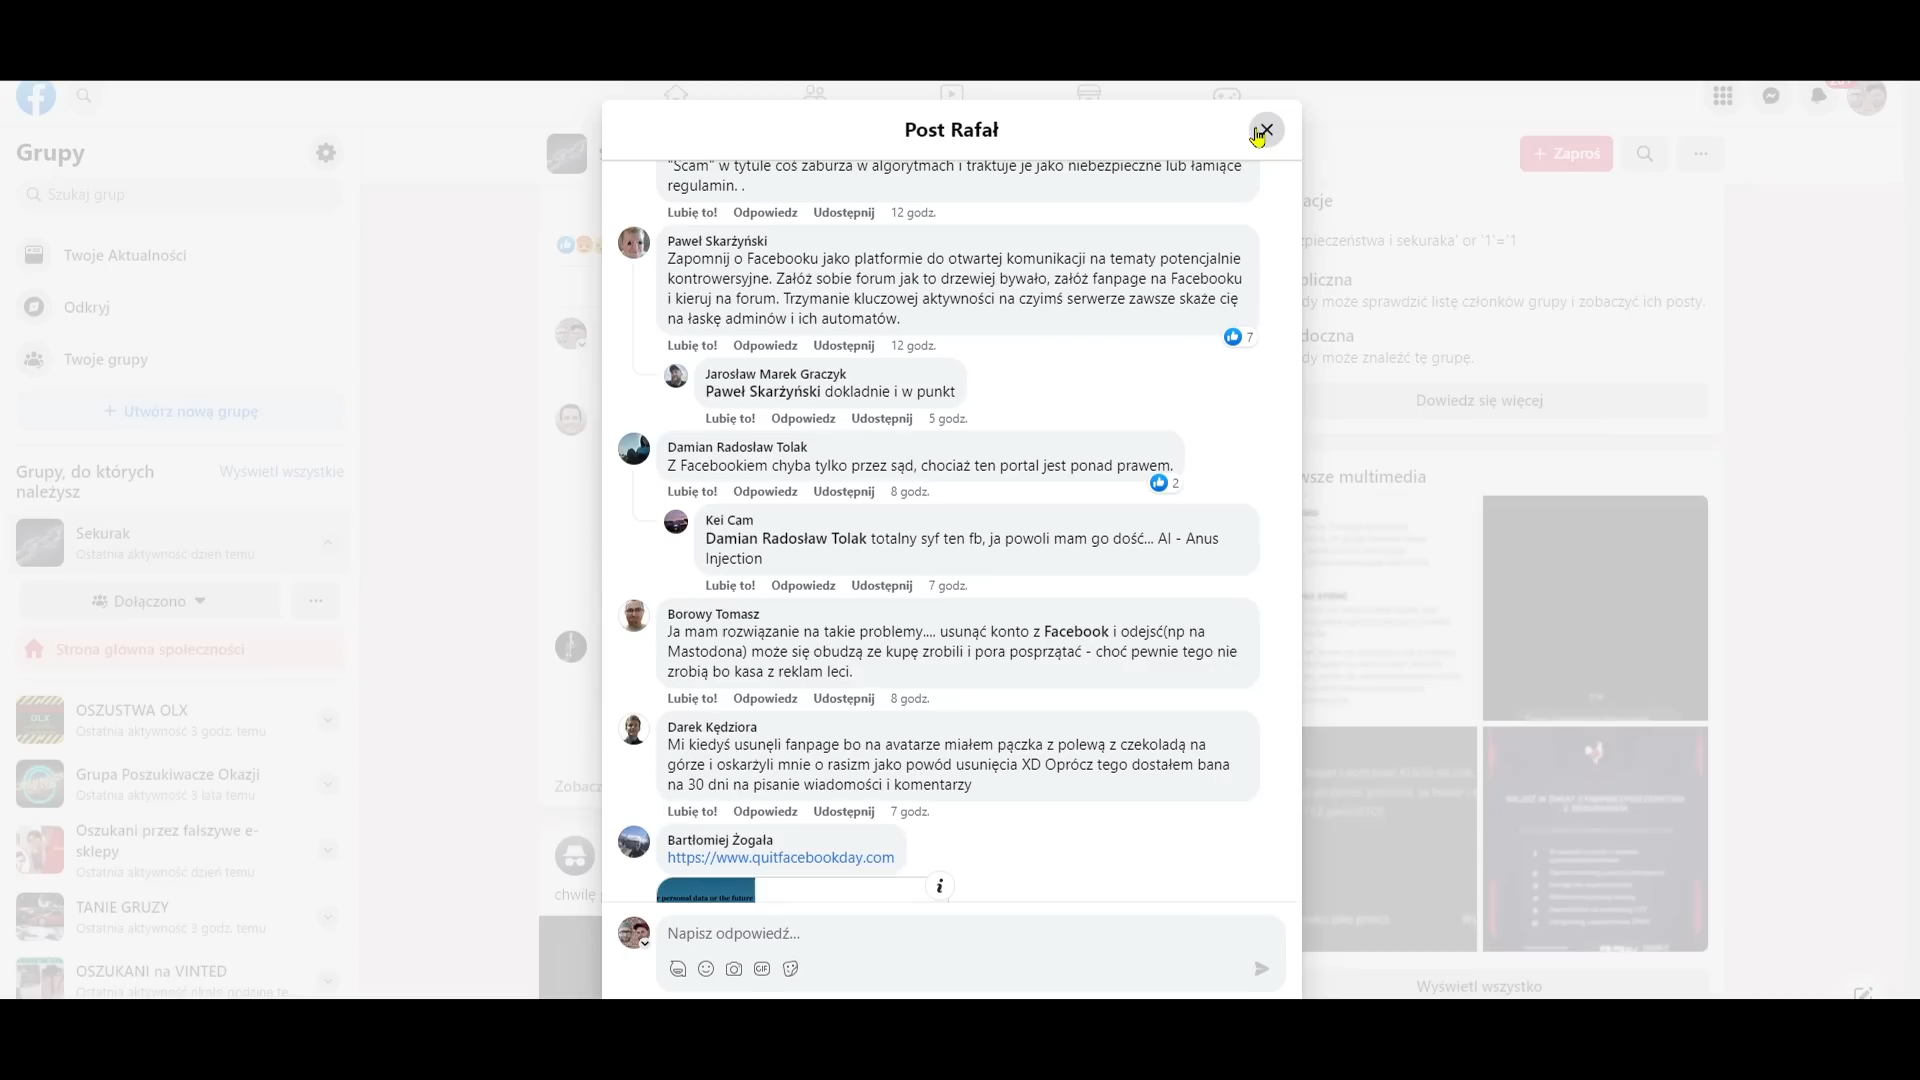 Grupy
Szukaj grup
Twoje Aktualności
Odkryj
Twoje grupy
+ Utwórz nową grupę
Grupy, do których
należysz
Wyświetl wszystkie
Sekurak
Ostatnia aktywność dzień temu
Dołączono
Strona główna społeczności
OSZUSTWA OLX
Ostatnia aktywność 3 godz. temu
Grupa Poszukiwacze Okazji
Ostatnia aktywność 3 lata temu
Oszukani przez fałszywe e-
sklepy
Ostatnia aktywność dzień temu
TANIE GRUZY
Ostatnia aktywność 3 godz. temu
OSZUKANI na VINTED
Ostatnia aktywność około godzinę te...
Zobacz
chwilę
Post Rafał
"Scam" w tytule coś zaburza w algorytmach i traktuje je jako niebezpieczne lub łamiące
regulamin. .
Lubię to! Odpowiedz Udostępnij 12 godz.
Paweł Skarżyński
Zapomnij o Facebooku jako platformie do otwartej komunikacji na tematy potencjalnie
kontrowersyjne. Załóż sobie forum jak to drzewiej bywało, załóż fanpage na Facebooku
i kieruj na forum. Trzymanie kluczowej aktywności na czyimś serwerze zawsze skaże cię
na łaskę adminów i ich automatów.
7
Lubię to! Odpowiedz Udostępnij 12 godz.
Jarosław Marek Graczyk
Paweł Skarżyński dokladnie i w punkt
Lubię to! Odpowiedz Udostępnij 5 godz.
Damian Radosław Tolak
Z Facebookiem chyba tylko przez sąd, chociaż ten portal jest ponad prawem.
2
Lubię to! Odpowiedz Udostępnij 8 godz.
Kei Cam
Damian Radosław Tolak totalny syf ten fb, ja powoli mam go dość... AI - Anus
Injection
Lubię to! Odpowiedz Udostępnij 7 godz.
Borowy Tomasz
Ja mam rozwiązanie na takie problemy.... usunąć konto z Facebook i odejsć(np na
Mastodona) może się obudzą ze kupę zrobili i pora posprzątać - choć pewnie tego nie
zrobią bo kasa z reklam leci.
Lubię to! Odpowiedz Udostępnij 8 godz.
Darek Kędziora
Mi kiedyś usunęli fanpage bo na avatarze miałem pączka z polewą z czekoladą na
górze i oskarżyli mnie o rasizm jako powód usunięcia XD Oprócz tego dostałem bana
na 30 dni na pisanie wiadomości i komentarzy
Lubię to! Odpowiedz Udostępnij 7 godz.
Bartłomiej Żogała
https://www.quitfacebookday.com
r personal data or the future
Napisz odpowiedź...
GIF
+ Zaproś
acje
zpieczeństwa i sekuraka' or '1'='1
bliczna
dy może sprawdzić listę członków grupy i zobaczyć ich posty.
doczna
dy może znaleźć tę grupę.
Dowiedz się więcej
wsze multimedia
Wyświetl wszystko